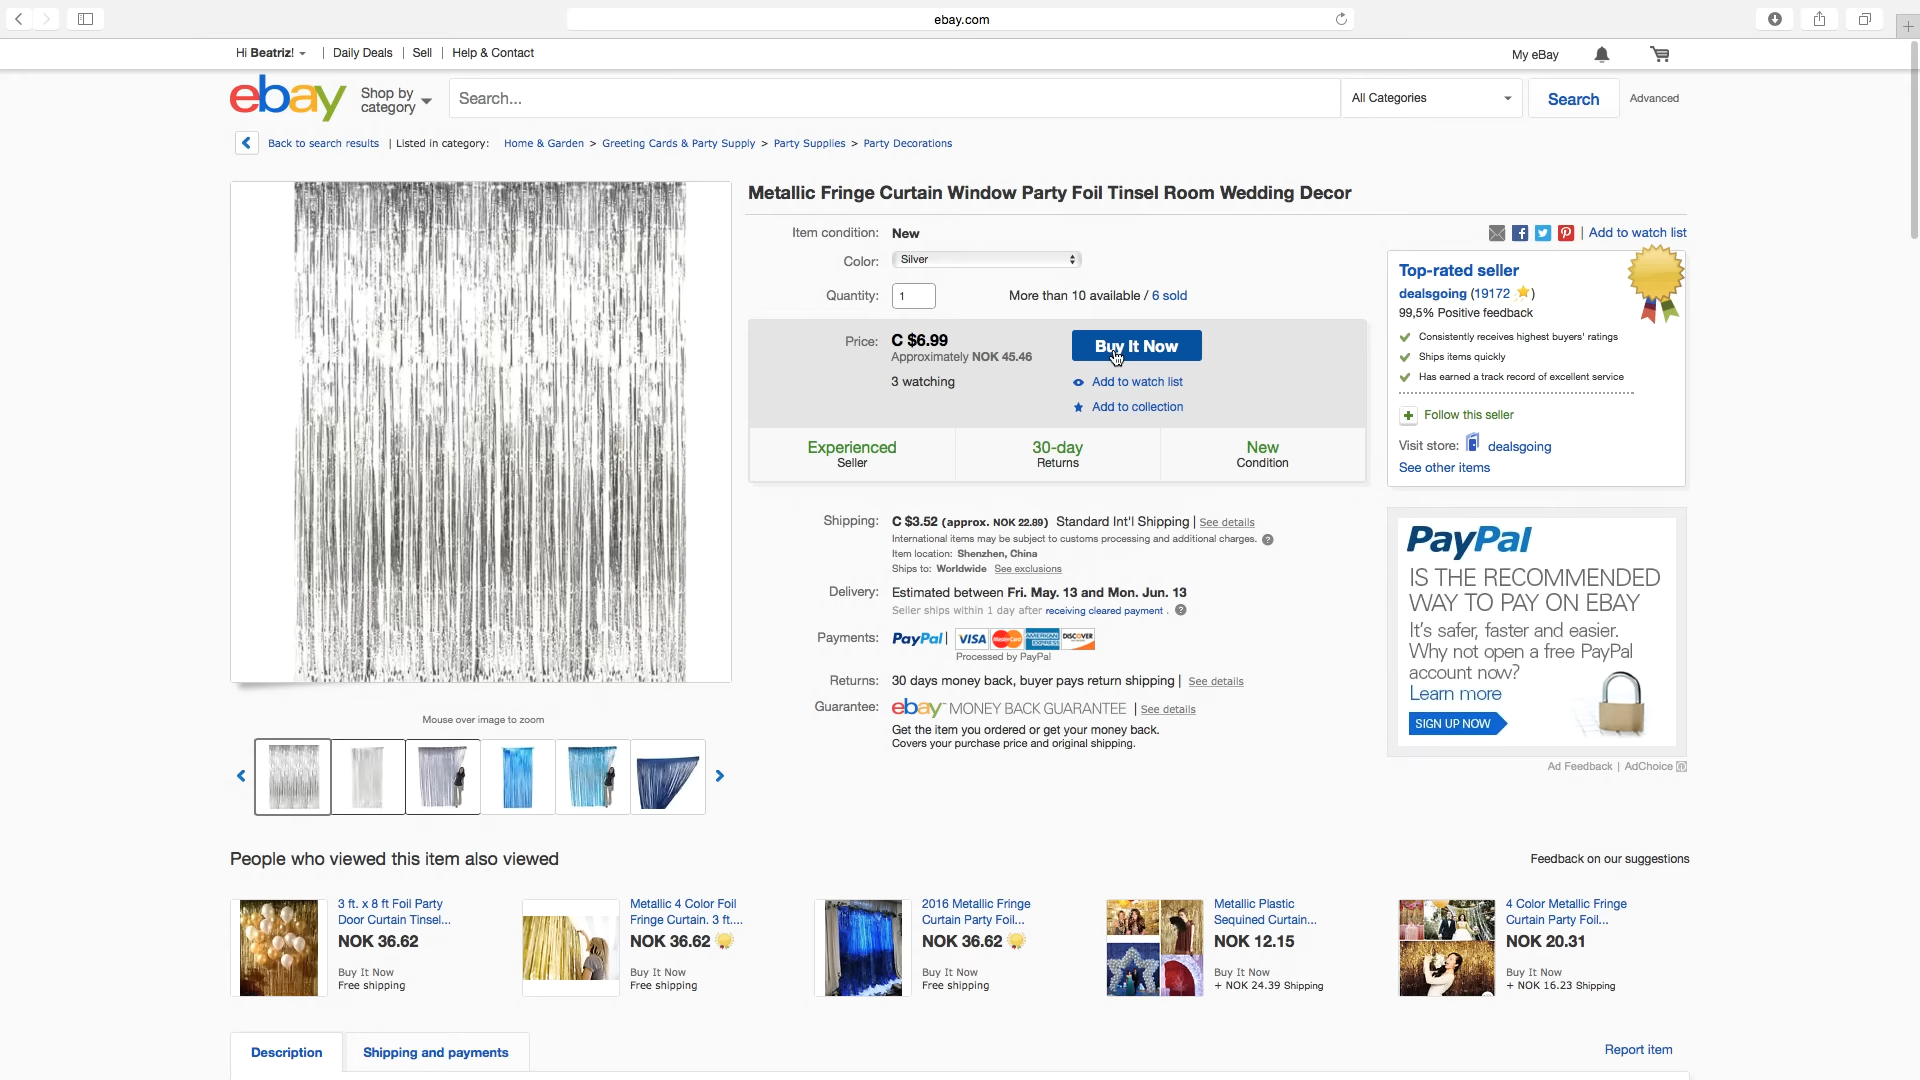 ebay.com
Hi Beatriz! | Daily Deals | Sell | Help & Contact
My eBay
ebay
Shop by category
Search...
All Categories
Search
Advanced
Back to search results | Listed in category: Home & Garden > Greeting Cards & Party Supply > Party Supplies > Party Decorations
Metallic Fringe Curtain Window Party Foil Tinsel Room Wedding Decor
Item condition: New
| Add to watch list
Color: Silver
Quantity: 1 More than 10 available / 6 sold
Price: C $6.99
Approximately NOK 45.46
3 watching
Buy It Now
Add to watch list
Add to collection
Experienced
Seller
30-day
Returns
New
Condition
Top-rated seller
dealsgoing (19172 )
99,5% Positive feedback
Consistently receives highest buyers' ratings
Ships items quickly
Has earned a track record of excellent service
Follow this seller
Visit store: dealsgoing
See other items
Shipping: C $3.52 (approx. NOK 22.89) Standard Int'l Shipping | See details
International items may be subject to customs processing and additional charges.
Item location: Shenzhen, China
Ships to: Worldwide See exclusions
Delivery: Estimated between Fri. May. 13 and Mon. Jun. 13
Seller ships within 1 day after receiving cleared payment .
Payments: PayPal | VISA MasterCard AMERICAN EXPRESS DISCOVER
Processed by PayPal
Returns: 30 days money back, buyer pays return shipping | See details
Guarantee: ebay MONEY BACK GUARANTEE | See details
Get the item you ordered or get your money back.
Covers your purchase price and original shipping.
PayPal
IS THE RECOMMENDED
WAY TO PAY ON EBAY
It's safer, faster and easier.
Why not open a free PayPal
account now?
Learn more
SIGN UP NOW
Ad Feedback | AdChoice
Mouse over image to zoom
People who viewed this item also viewed
Feedback on our suggestions
3 ft. x 8 ft Foil Party
Door Curtain Tinsel...
NOK 36.62
Buy It Now
Free shipping
Metallic 4 Color Foil
Fringe Curtain. 3 ft....
NOK 36.62
Buy It Now
Free shipping
2016 Metallic Fringe
Curtain Party Foil...
NOK 36.62
Buy It Now
Free shipping
Metallic Plastic
Sequined Curtain...
NOK 12.15
Buy It Now
+ NOK 24.39 Shipping
4 Color Metallic Fringe
Curtain Party Foil...
NOK 20.31
Buy It Now
+ NOK 16.23 Shipping
Description
Shipping and payments
Report item